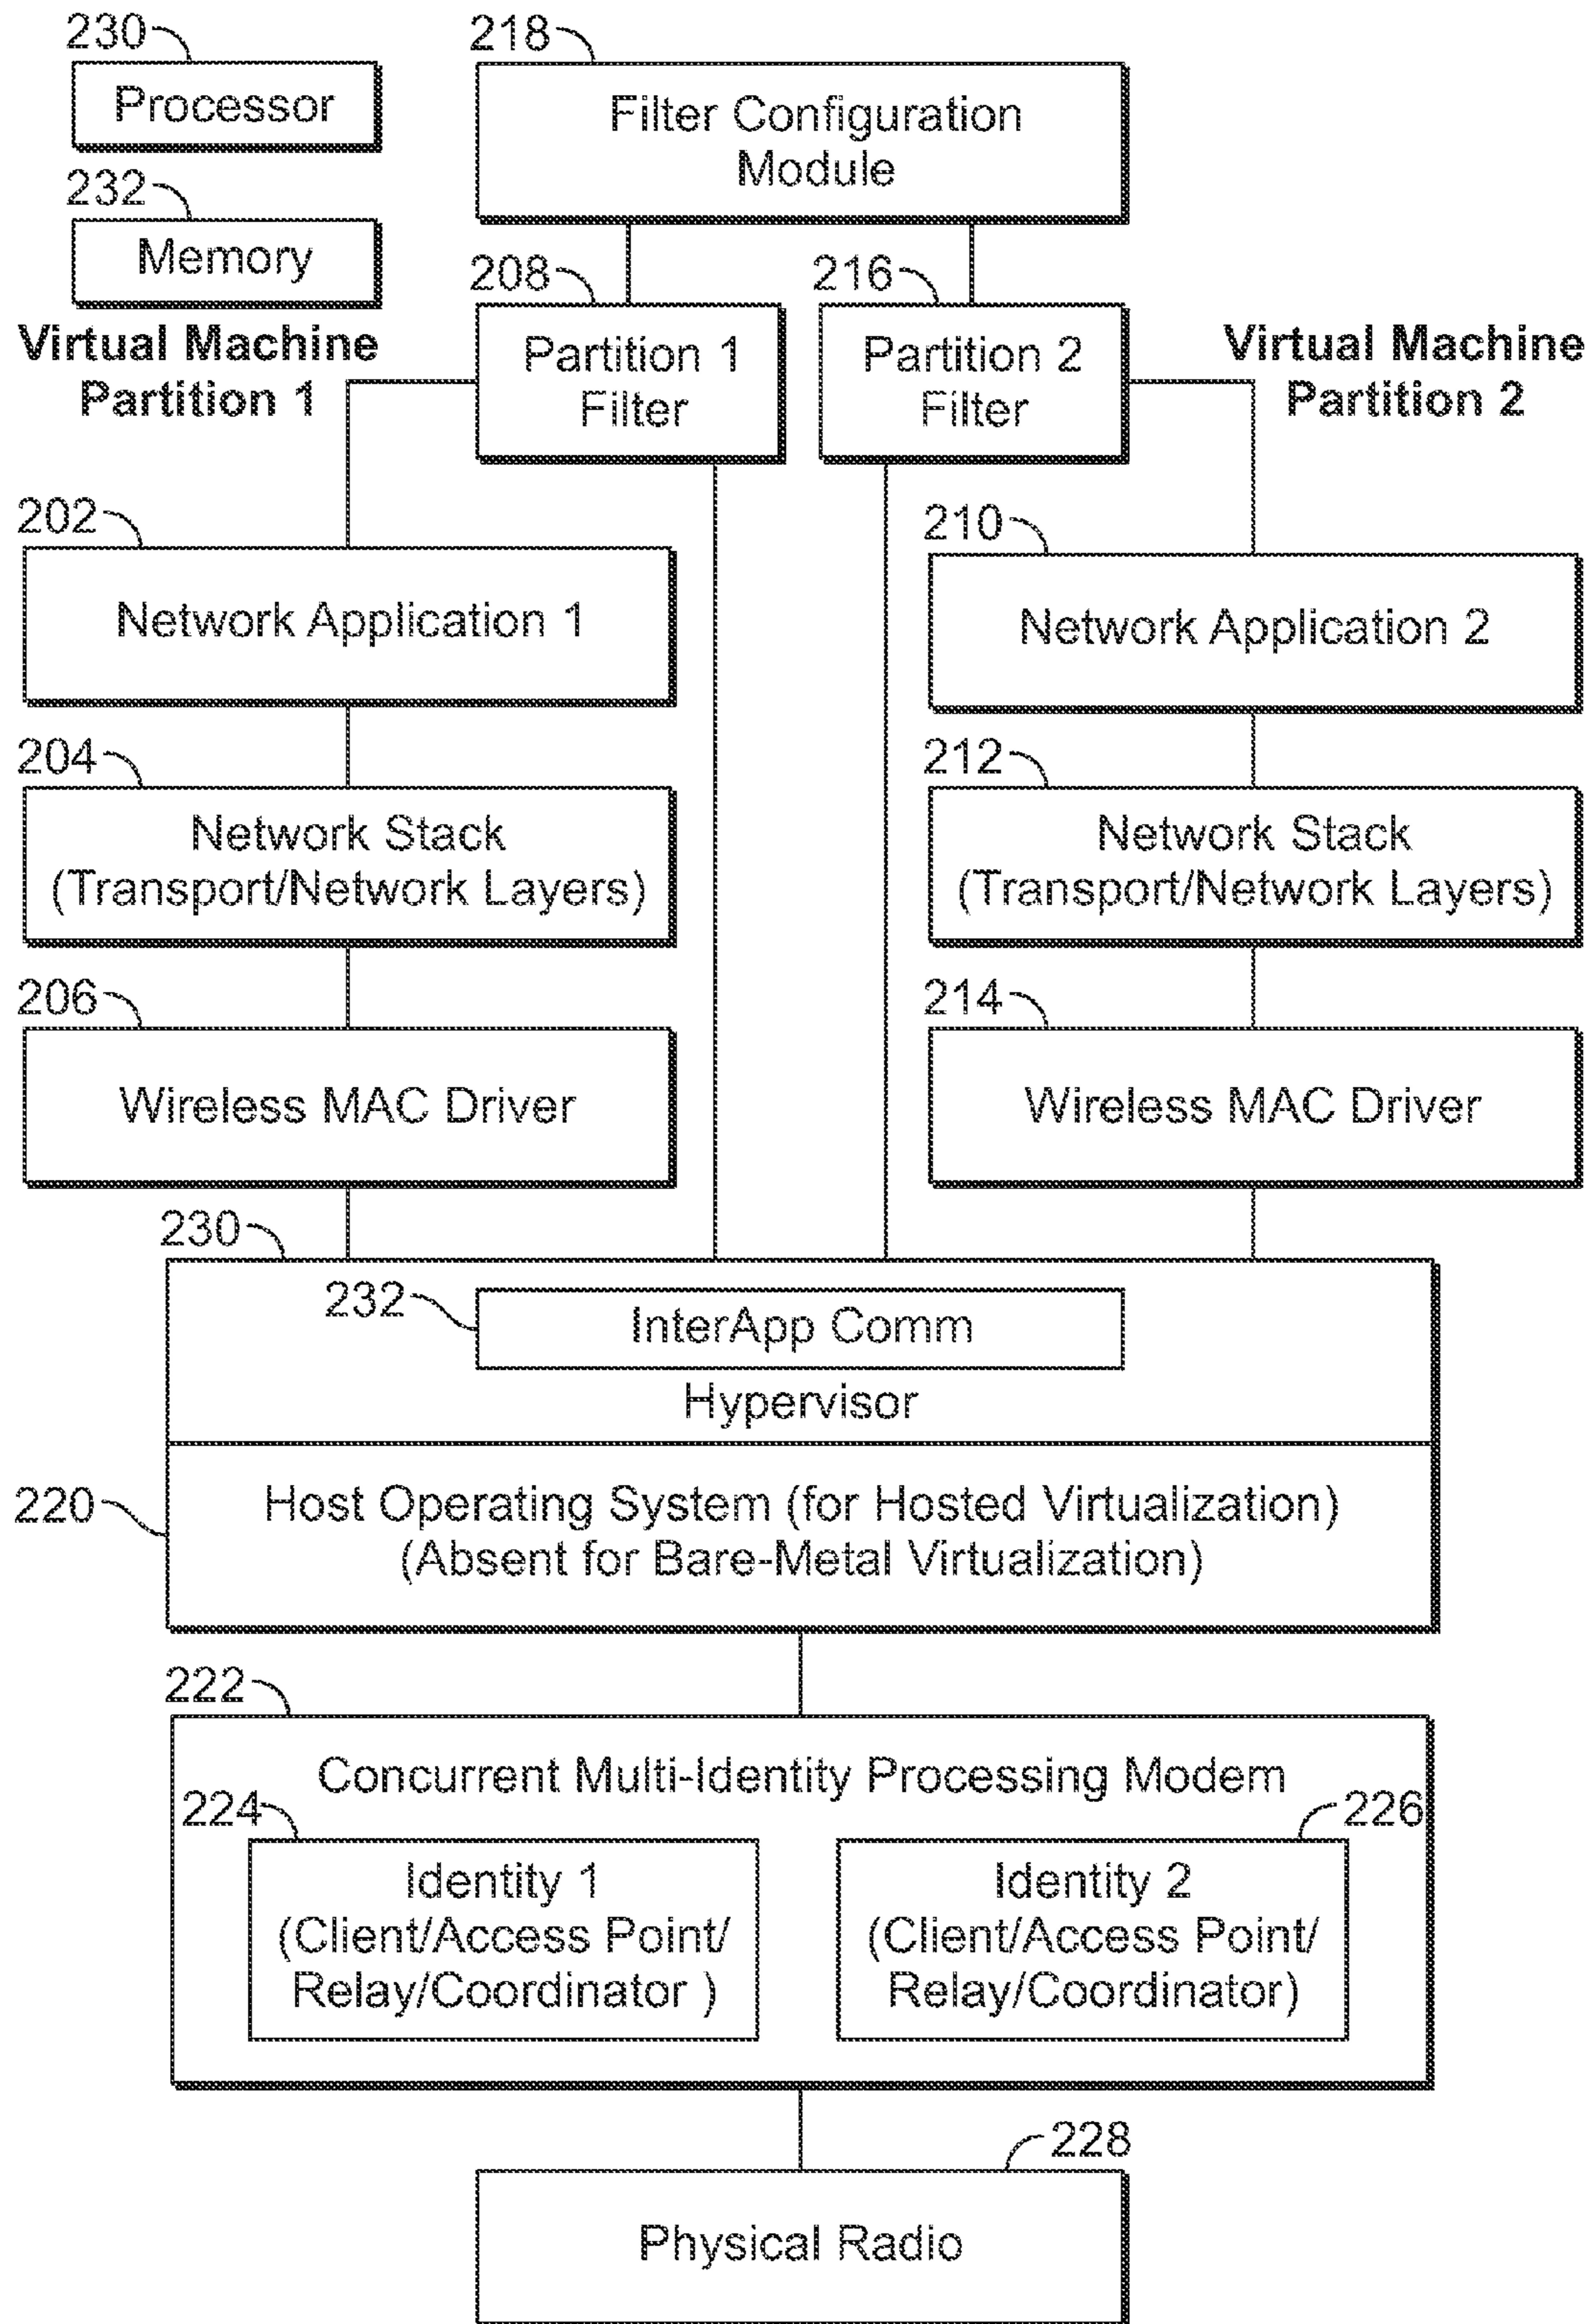 230
Processor
232
Memory
218
Filter Configuration
Module
208
Partition 1
Filter
216
Partition 2
Filter
Virtual Machine
Partition 1
Virtual Machine
Partition 2
202
Network Application 1
210
Network Application 2
204
Network Stack
(Transport/Network Layers)
212
Network Stack
(Transport/Network Layers)
206
Wireless MAC Driver
214
Wireless MAC Driver
230
232
InterApp Comm
Hypervisor
220
Host Operating System (for Hosted Virtualization)
(Absent for Bare-Metal Virtualization)
222
Concurrent Multi-Identity Processing Modem
224
Identity 1
(Client/Access Point/
Relay/Coordinator )
226
Identity 2
(Client/Access Point/
Relay/Coordinator)
228
Physical Radio